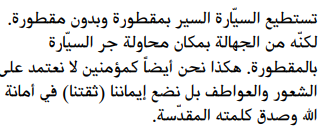 تستطيع السيّارة السير بمقطورة وبدون مقطورة.
لكنّه من الجهالة بمكان محاولة جر السيّارة
بالمقطورة. هكذا نحن أيضاً كمؤمنين لا نعتمد على
الشعور والعواطف بل نضع إيماننا (ثقتنا) في أمانة
الله وصدق كلمته المقدّسة.